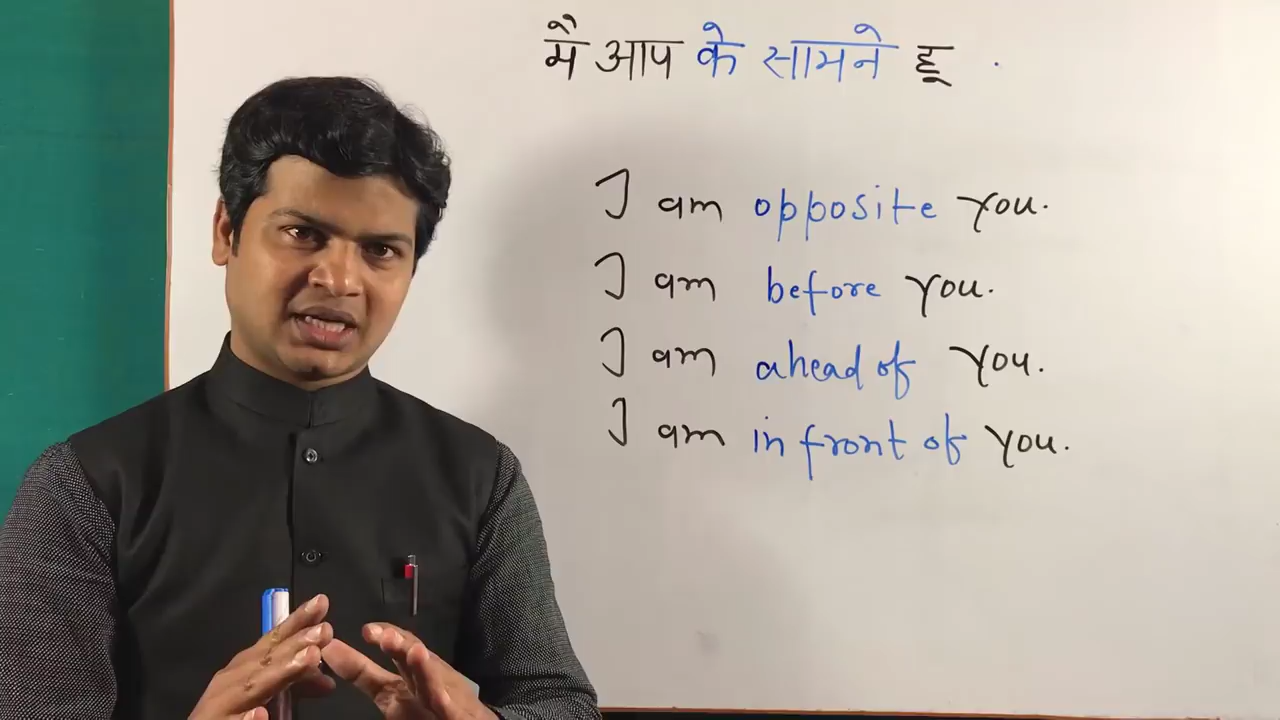 मै आप के सामने हू .
I am opposite you.
I am before you.
I am ahead of you.
I am in front of you.